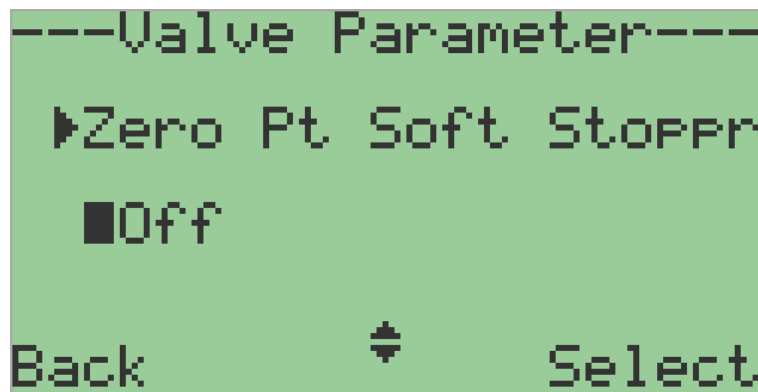 ---Valve Parameter---
Zero Pt Soft Stoppr
Off
Back Select